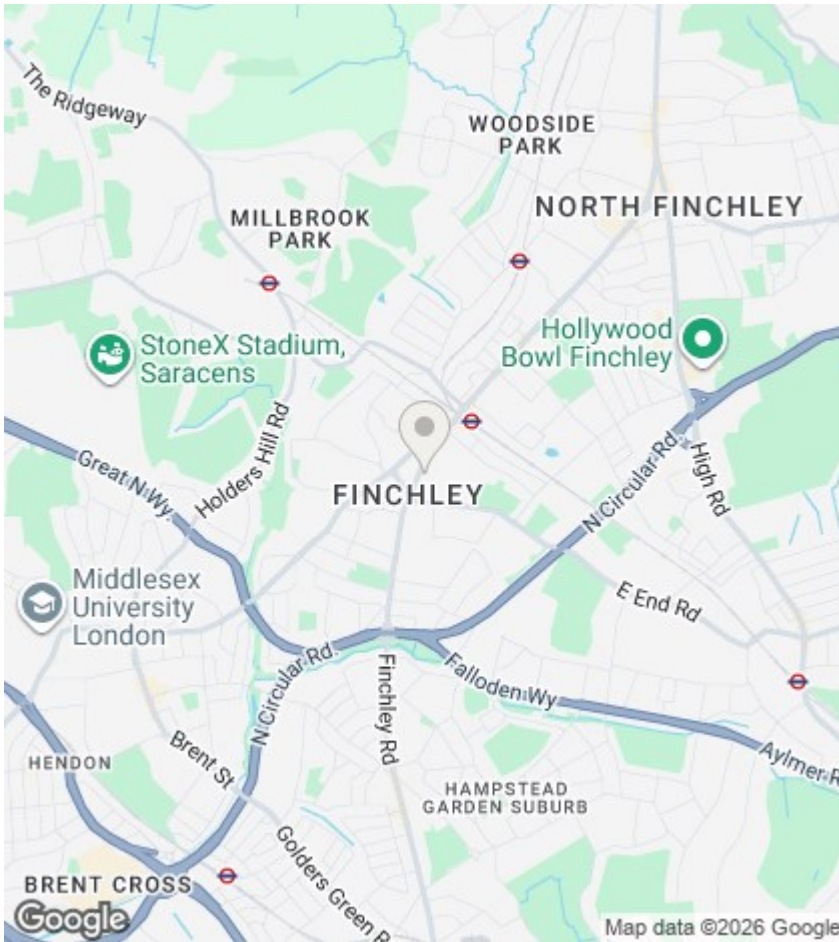 The Ridgeway
WOODSIDE
PARK
NORTH FINCHLEY
MILLBROOK
PARK
StoneX Stadium,
Saracens
Hollywood
Bowl Finchley
Holders Hill Rd
Great N Wy.
FINCHLEY
N Circular Rd
High Rd
Middlesex
University
London
E End Rd
N Circular Rd.
Finchley Rd
Falloden Wy
Aylmer R
HENDON
Brent St
HAMPSTEAD
GARDEN SUBURB
Golders Green R
BRENT CROSS
Google
Map data ©2026 Google